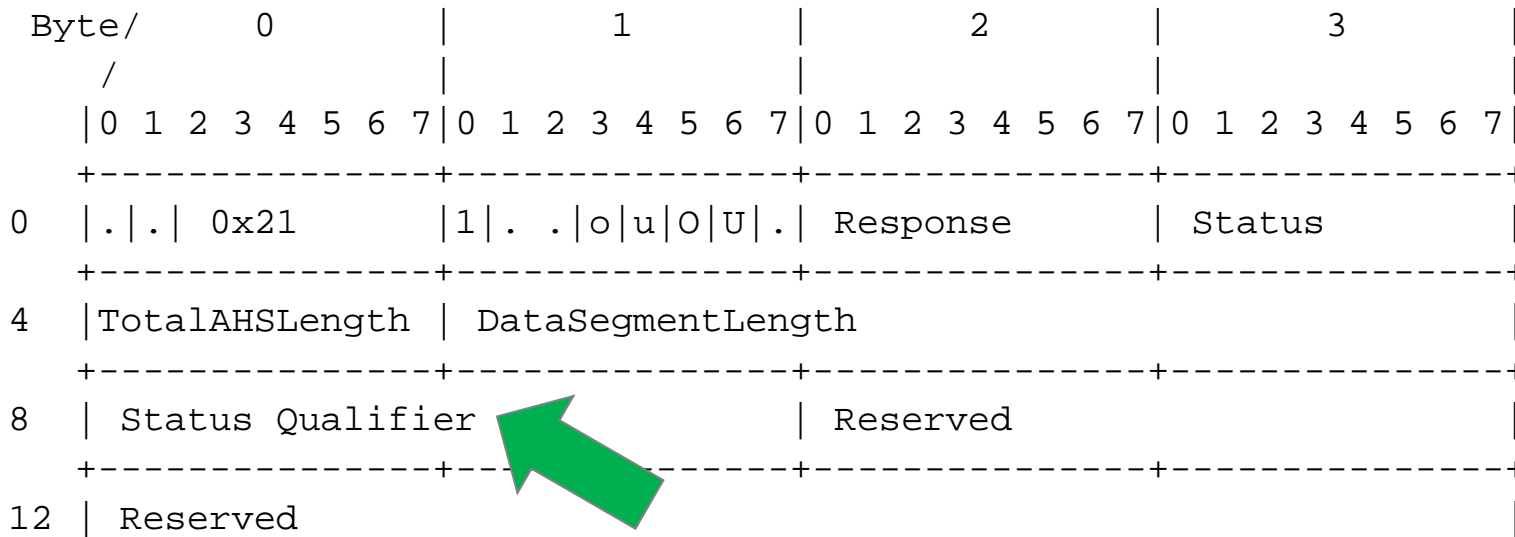 Byte/     0       |       1       |       2       |       3       |
   /              |               |               |               |
  |0 1 2 3 4 5 6 7|0 1 2 3 4 5 6 7|0 1 2 3 4 5 6 7|0 1 2 3 4 5 6 7|
  +---------------+---------------+---------------+---------------+
0 |.|.| 0x21      |1|. .|o|u|O|U|.| Response      | Status        |
  +---------------+---------------+---------------+---------------+
4 |TotalAHSLength | DataSegmentLength                             |
  +---------------+---------------+---------------+---------------+
8 | Status Qualifier              | Reserved                      |
  +---------------+---------------+---------------+---------------+
12 | Reserved                                                      |